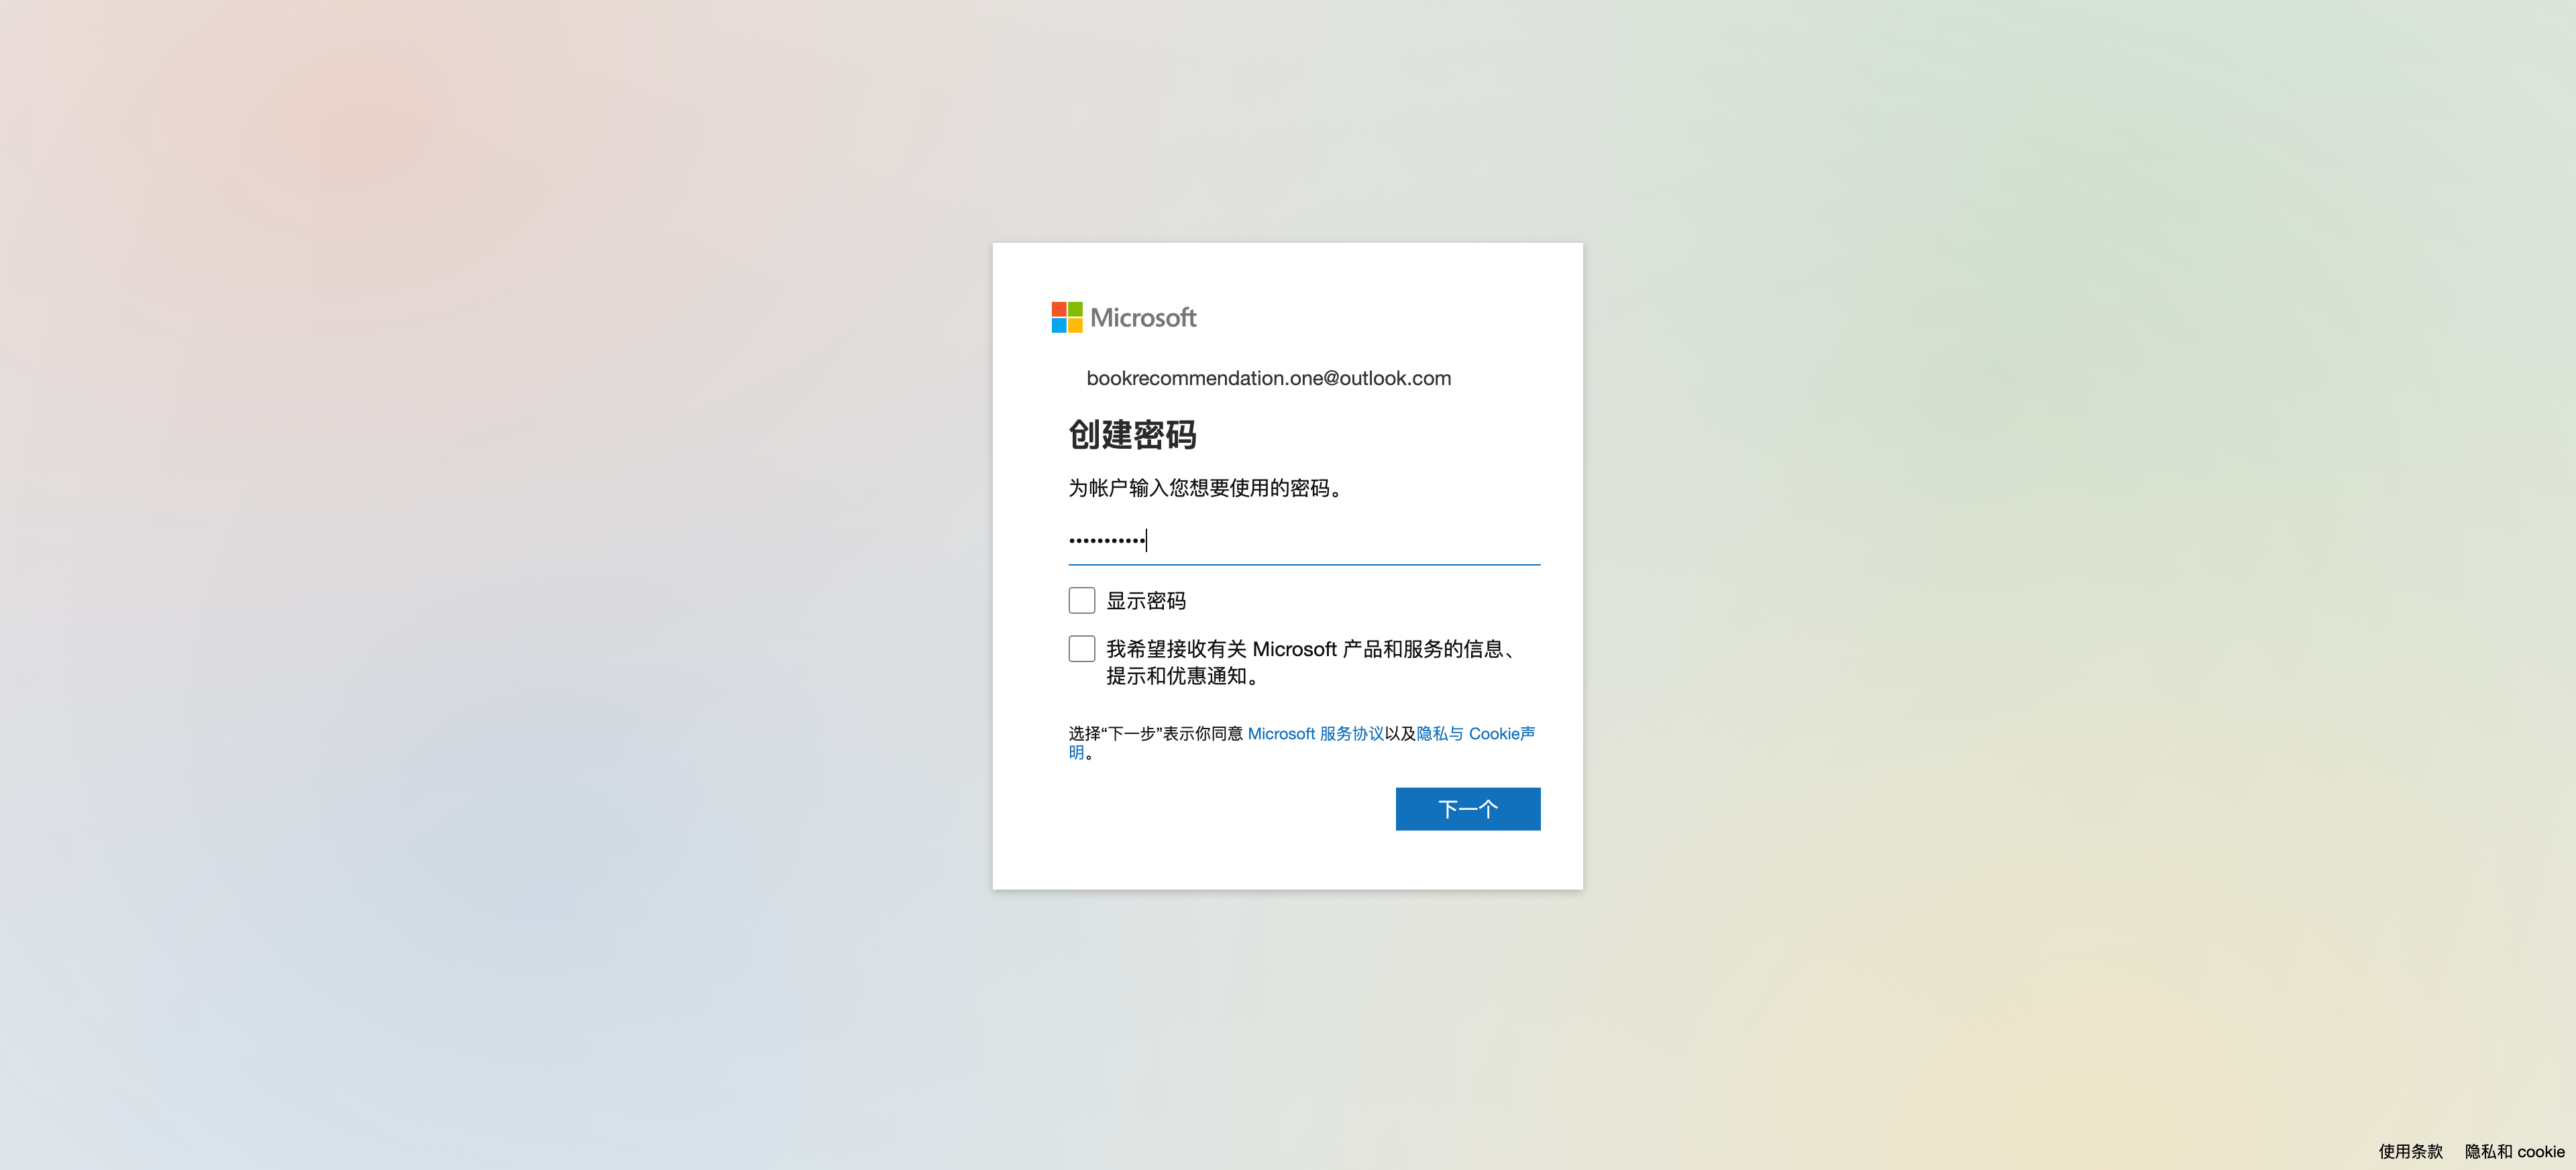 Microsoft
bookrecommendation.one@outlook.com
创建密码
为帐户输入您想要使用的密码。
•••••••••••
显示密码
我希望接收有关 Microsoft 产品和服务的信息、
提示和优惠通知。
选择“下一步”表示你同意 Microsoft 服务协议以及隐私与 Cookie声
明。
下一个
使用条款 隐私和 cookie